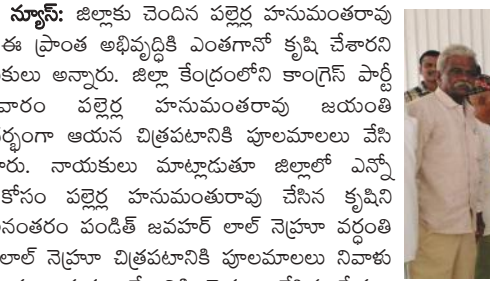 న్యూస్: జిల్లాకు చెందిన పల్లెర్ల హనుమంతరావు
ఈ ప్రాంత అభివృద్ధికి ఎంతగానో కృషి చేశారని
కులు అన్నారు. జిల్లా కేంద్రంలోని కాంగ్రెస్ పార్టీ
వారం పల్లెర్ల హనుమంతరావు జయంతి
ర్భంగా ఆయన చిత్రపటానికి పూలమాలలు వేసి
రు. నాయకులు మాట్లాడుతూ జిల్లాలో ఎన్నో
కోసం పల్లెర్ల హనుమంతురావు చేసిన కృషిని
నంతరం పండిత్ జవహర్ లాల్ నెహ్రూ వర్ధంతి
లాల్ నెహ్రూ చిత్రపటానికి పూలమాలలు నివాళు